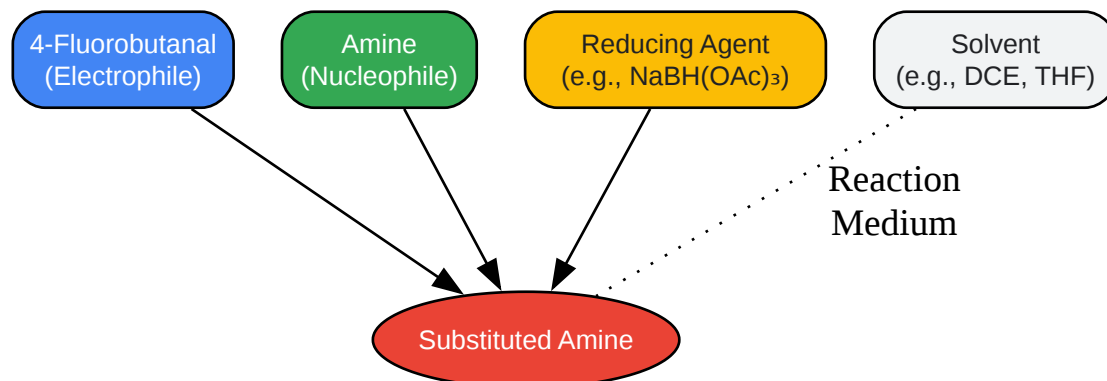 4-Fluorobutanal
(Electrophile)
Amine
(Nucleophile)
Reducing Agent
(e.g., NaBH(OAc)₃)
Solvent
(e.g., DCE, THF)
Reaction
Medium
Substituted Amine